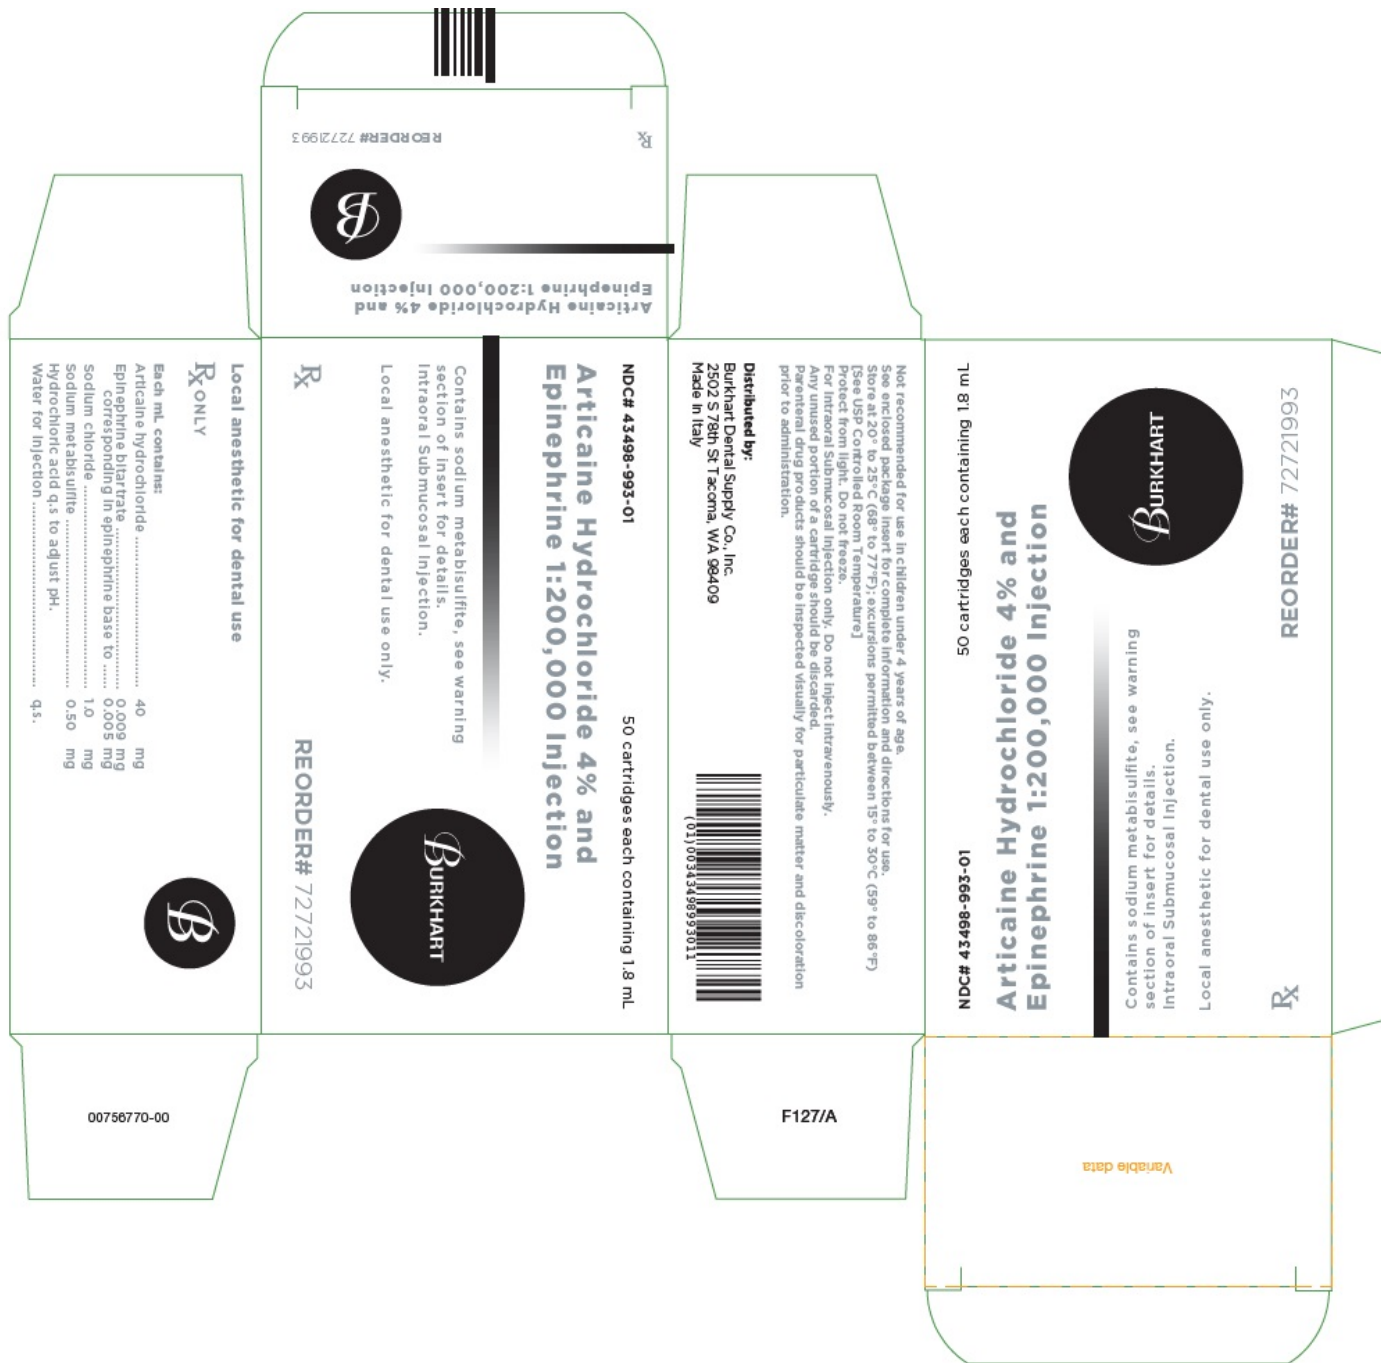 REORDER# 72721993
Rx
B
Articaine Hydrochloride 4% and
Epinephrine 1:200,000 Injection
Local anesthetic for dental use
Rx ONLY
Each mL contains:
Articaine hydrochloride ........................................ 40 mg
Epinephrine bitartrate ........................................ 0.009 mg
corresponding in epinephrine base to ...... 0.005 mg
Sodium chloride ........................................ 1.0 mg
Sodium metabisulfite ........................................ 0.50 mg
Hydrochloric acid q.s to adjust pH.
Water for Injection ........................................ q.s.
B
NDC# 43498-993-01 50 cartridges each containing 1.8 mL
Articaine Hydrochloride 4% and
Epinephrine 1:200,000 Injection
Contains sodium metabisulfite, see warning
section of insert for details.
Intraoral Submucosal Injection.
Local anesthetic for dental use only.
BURKHART
Rx
REORDER# 72721993
Not recommended for use in children under 4 years of age.
See enclosed package insert for complete information and directions for use.
Store at 20° to 25°C (68° to 77°F); excursions permitted between 15° to 30°C (59° to 86°F)
[See USP Controlled Room Temperature]
Protect from light. Do not freeze.
For Intraoral Submucosal Injection only. Do not inject intravenously.
Any unused portion of a cartridge should be discarded.
Parenteral drug products should be inspected visually for particulate matter and discoloration
prior to administration.
Distributed by:
Burkhart Dental Supply Co., Inc.
2502 S 78th St Tacoma, WA 98409
Made in Italy
(01)00343498993011
NDC# 43498-993-01 50 cartridges each containing 1.8 mL
Articaine Hydrochloride 4% and
Epinephrine 1:200,000 Injection
BURKHART
Contains sodium metabisulfite, see warning
section of insert for details.
Intraoral Submucosal Injection.
Local anesthetic for dental use only.
Rx
REORDER# 72721993
00756770-00
F127/A
Variable data